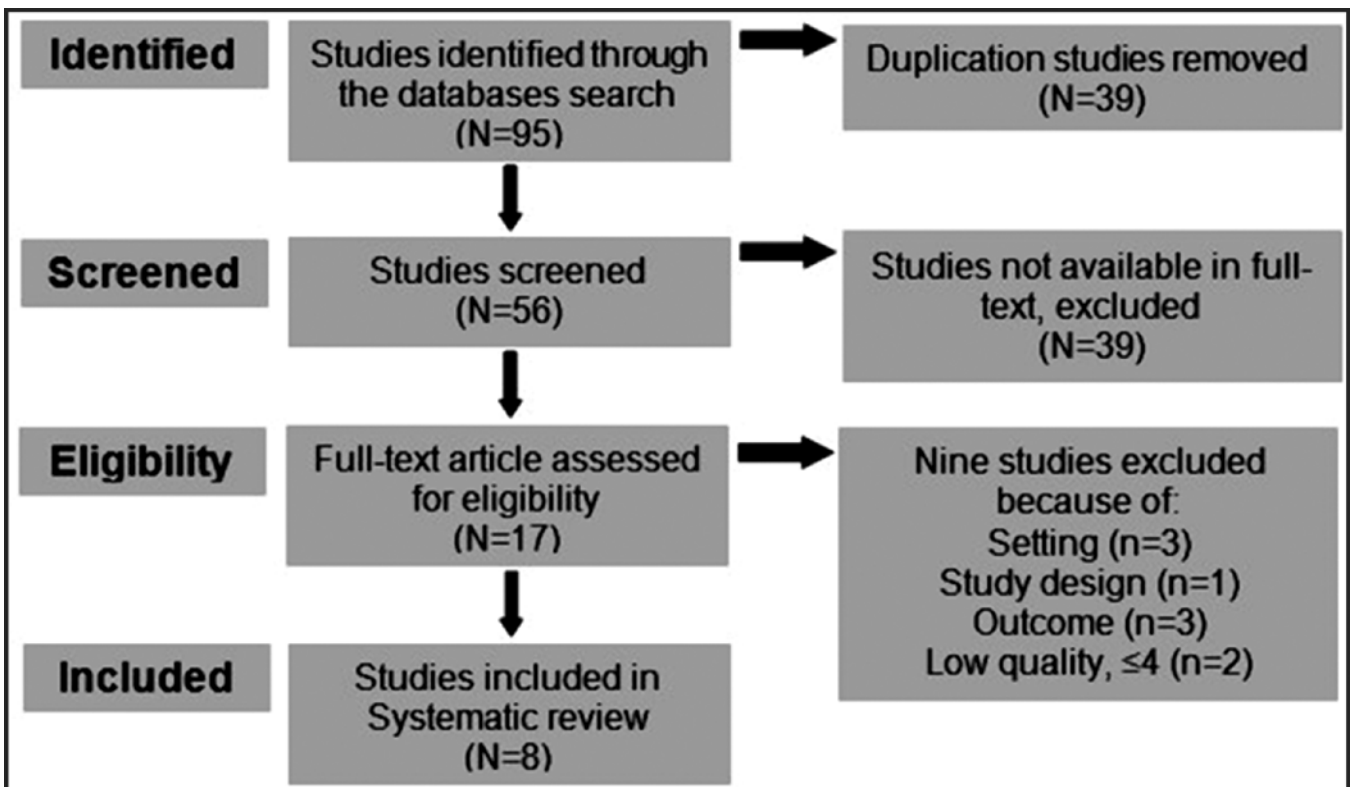 Identified
Studies identified through
the databases search
(N=95)
Duplication studies removed
(N=39)
Screened
Studies screened
(N=56)
Studies not available in full-
text, excluded
(N=39)
Eligibility
Full-text article assessed
for eligibility
(N=17)
Nine studies excluded
because of:
Setting (n=3)
Study design (n=1)
Outcome (n=3)
Low quality, ≤4 (n=2)
Included
Studies included in
Systematic review
(N=8)